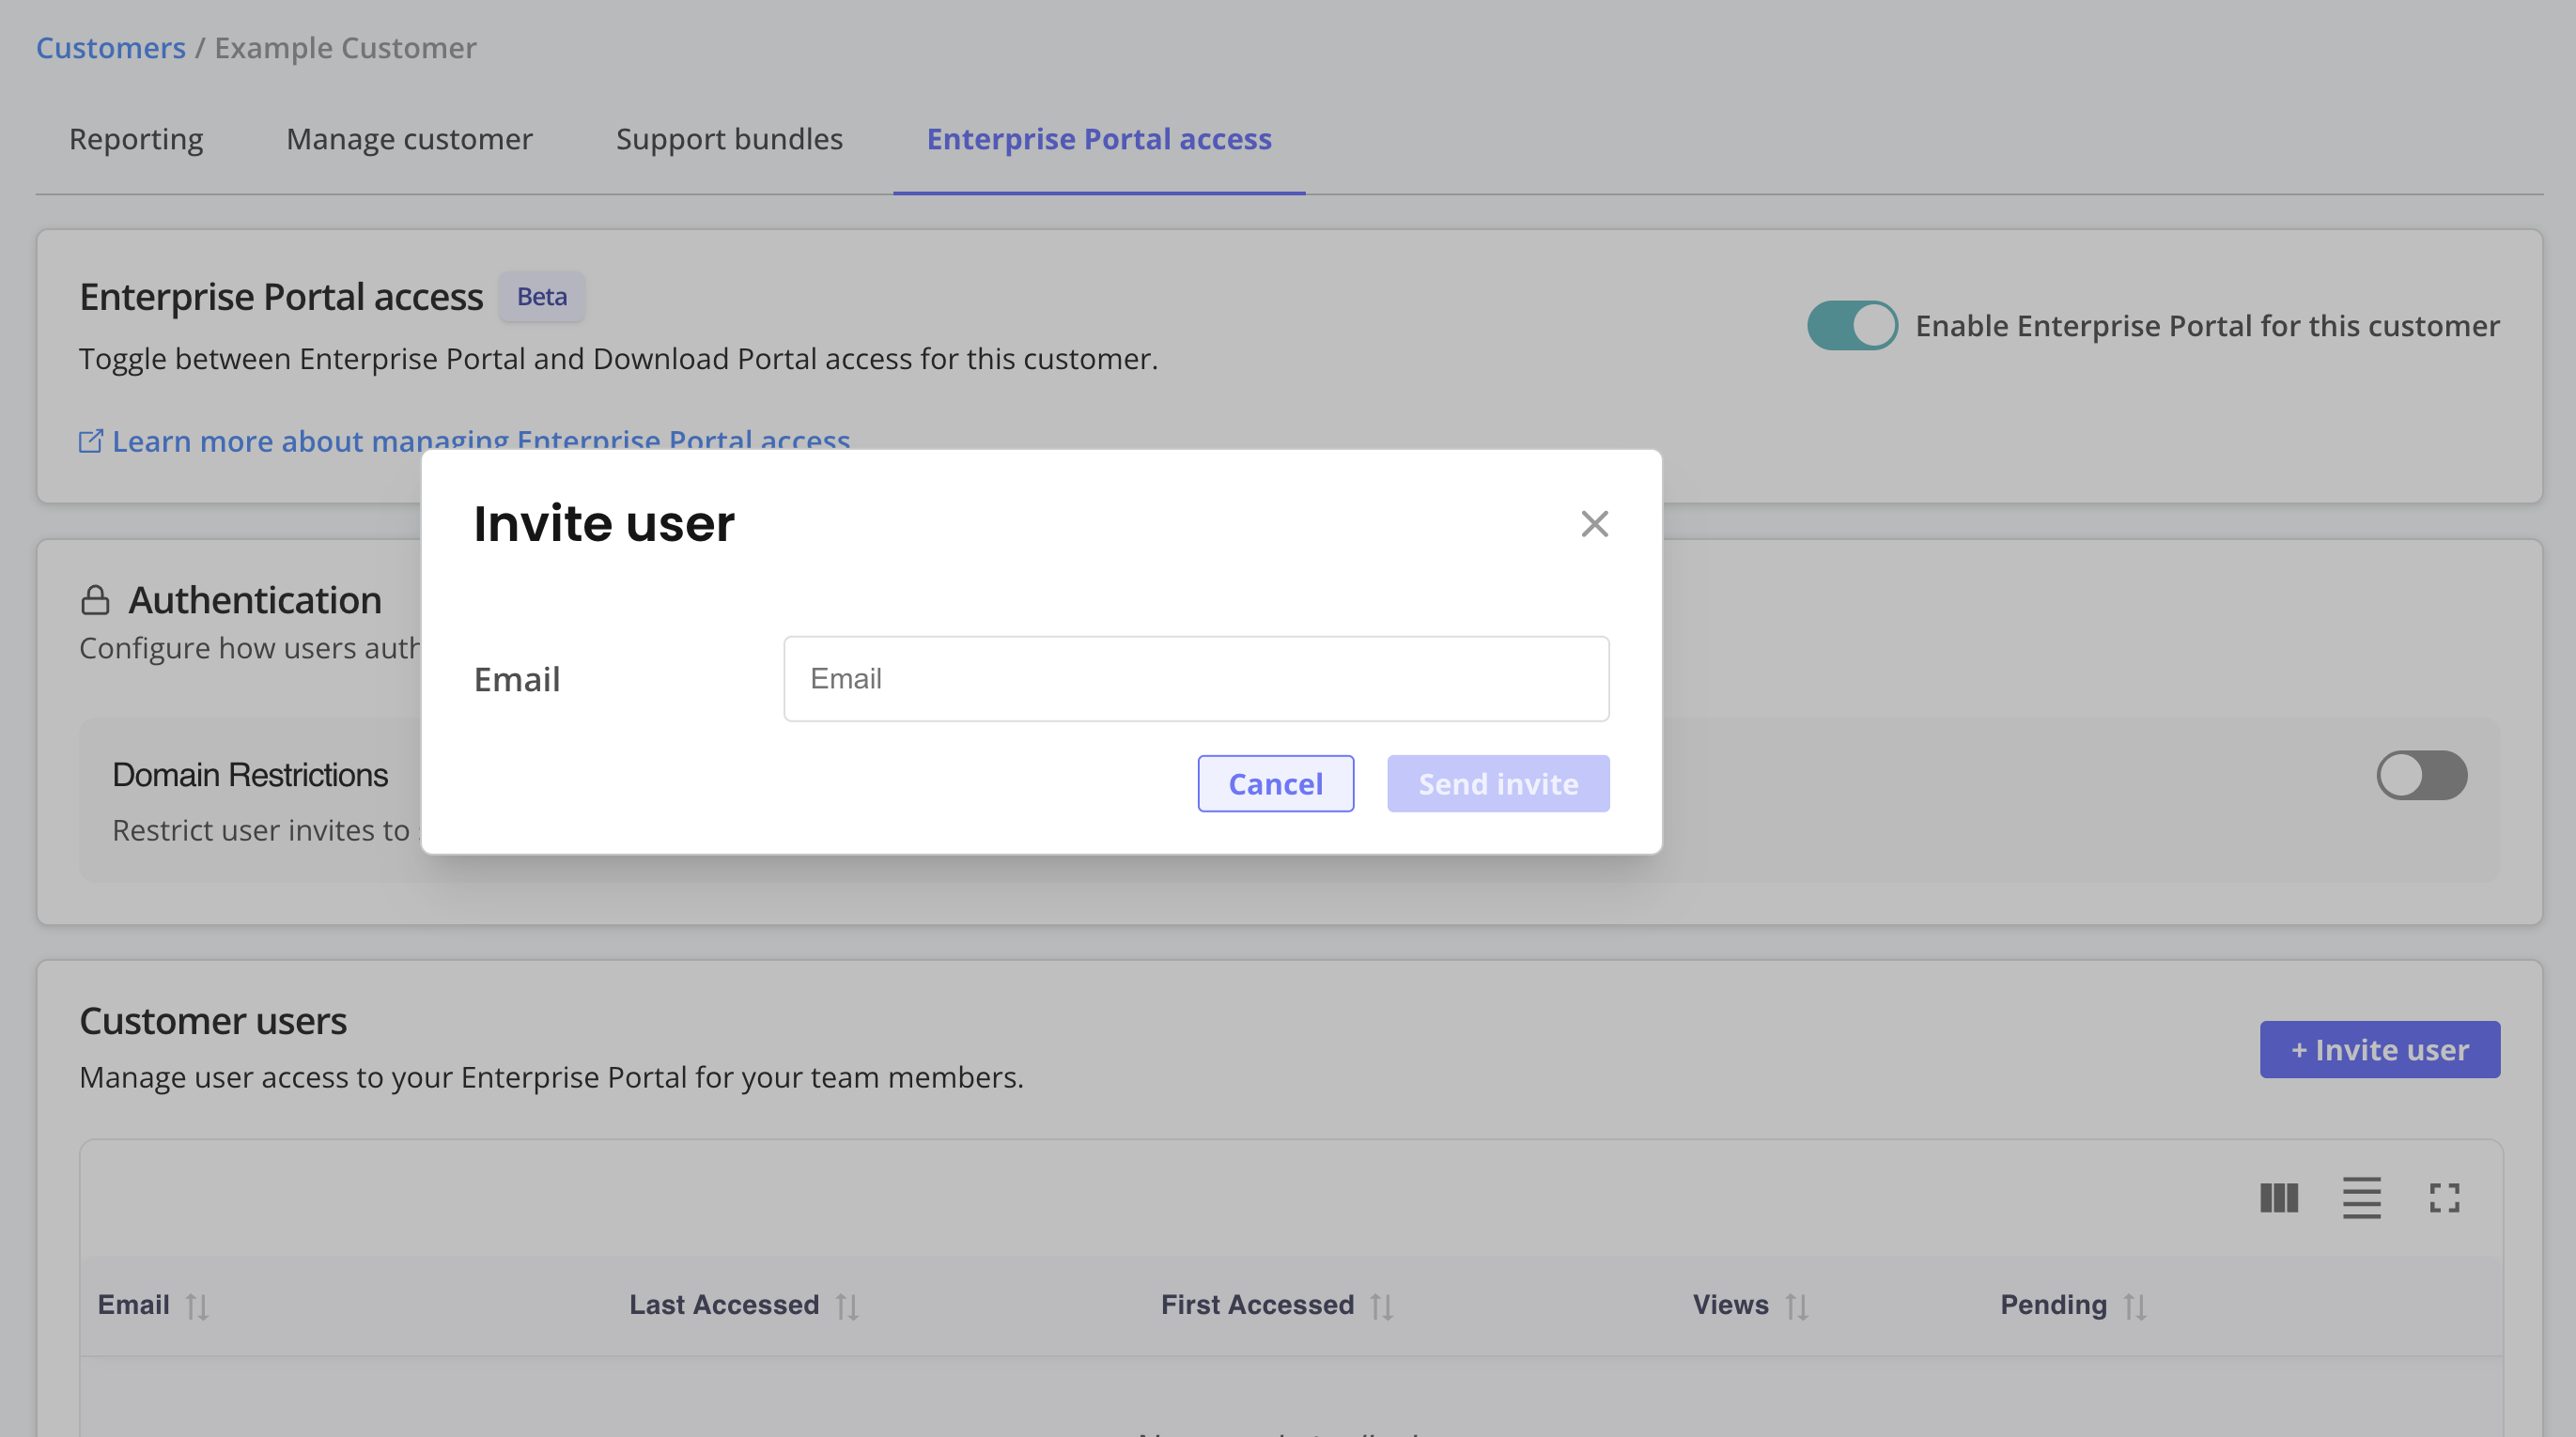 Customers / Example Customer
Reporting Manage customer Support bundles Enterprise Portal access
Enterprise Portal access Beta
Enable Enterprise Portal for this customer
Toggle between Enterprise Portal and Download Portal access for this customer.
Learn more about managing Enterprise Portal access
Invite user
Authentication
Configure how users auth
Email Email
Domain Restrictions
Cancel Send invite
Restrict user invites to
Customer users
+ Invite user
Manage user access to your Enterprise Portal for your team members.
Email Last Accessed First Accessed Views Pending